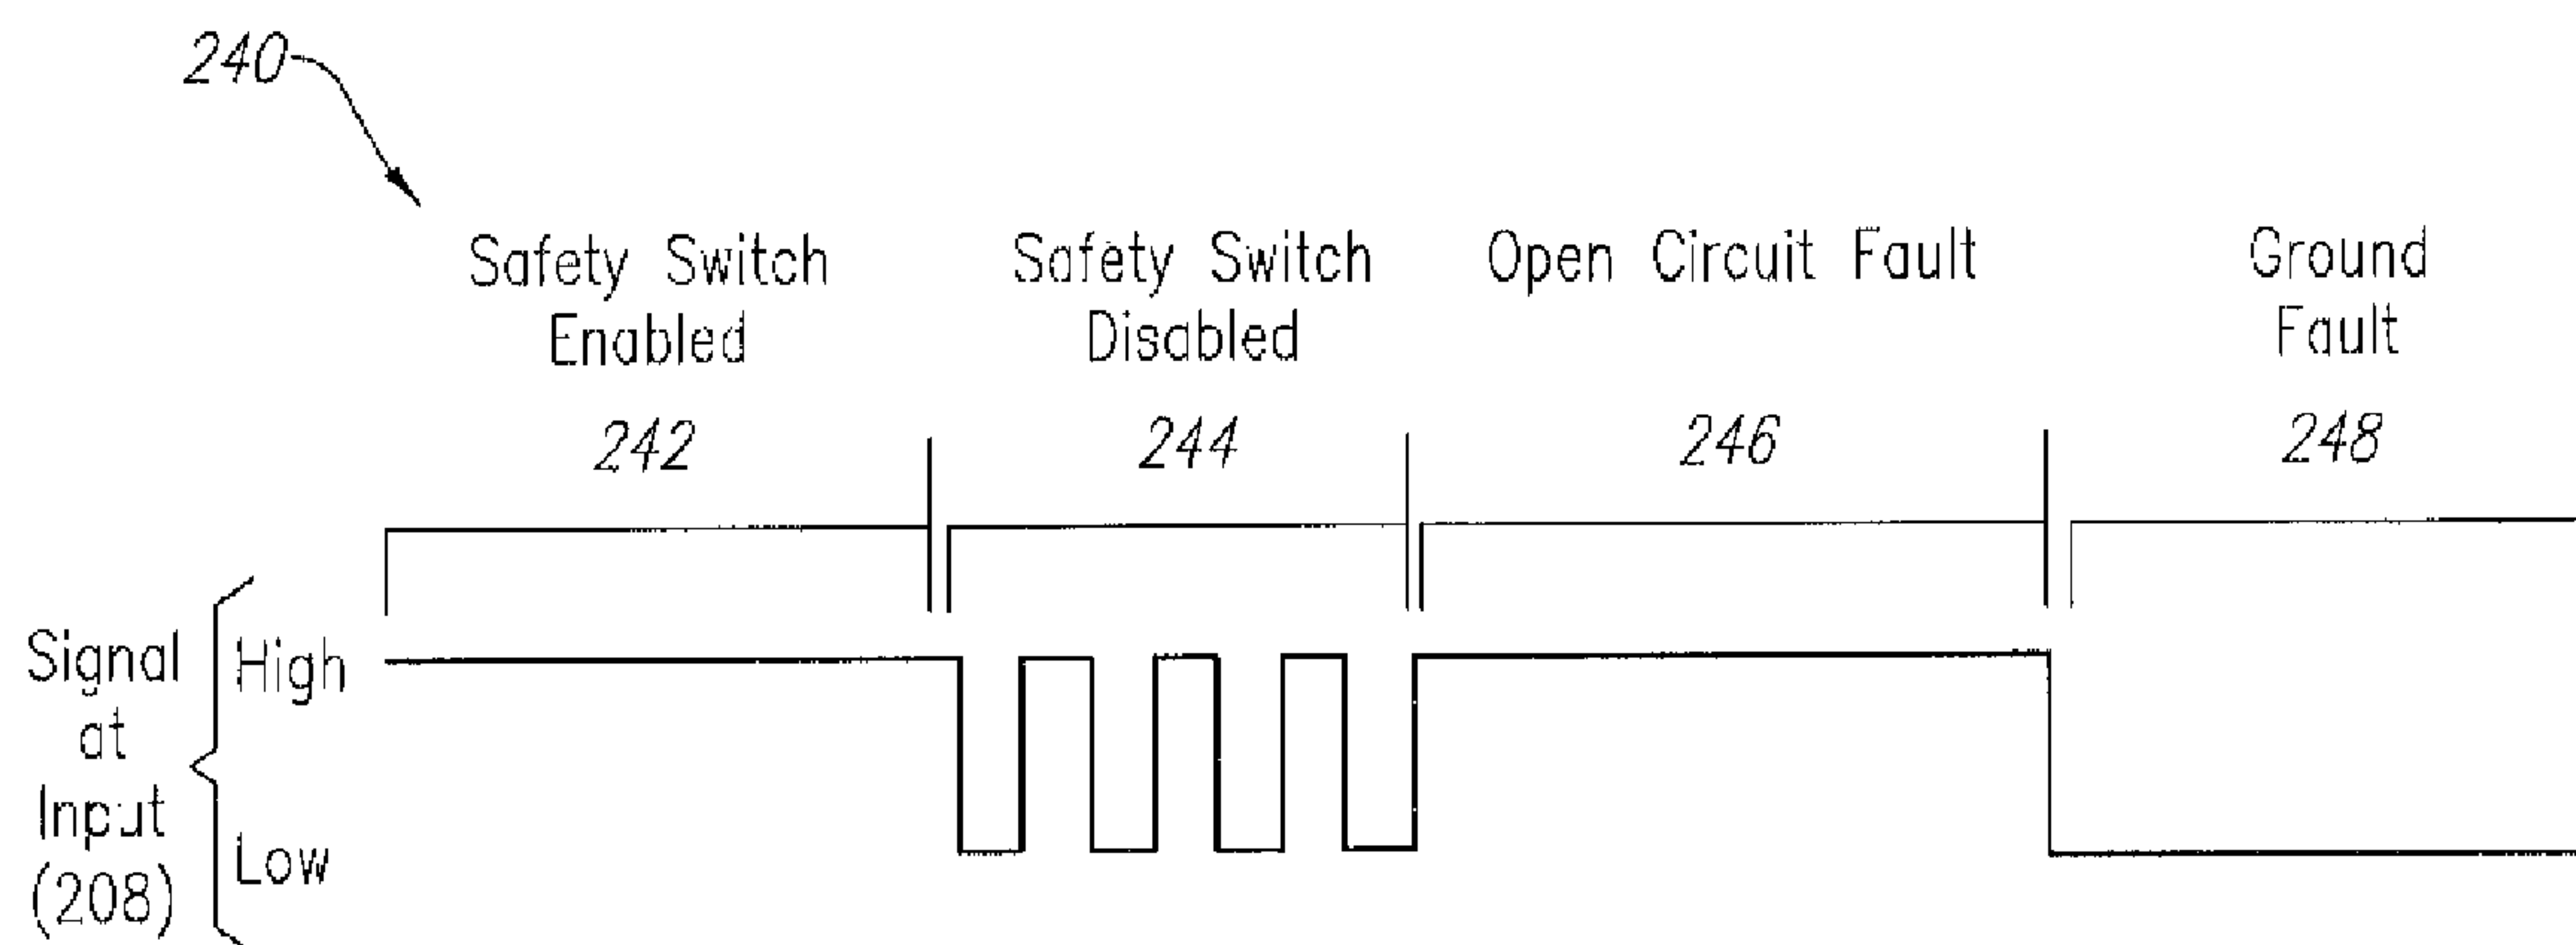 240
Safety Switch
Enabled
242
Safety Switch
Disabled
244
Open Circuit Fault
246
Ground
Fault
248
Signal
at
Input
(208)
High
Low